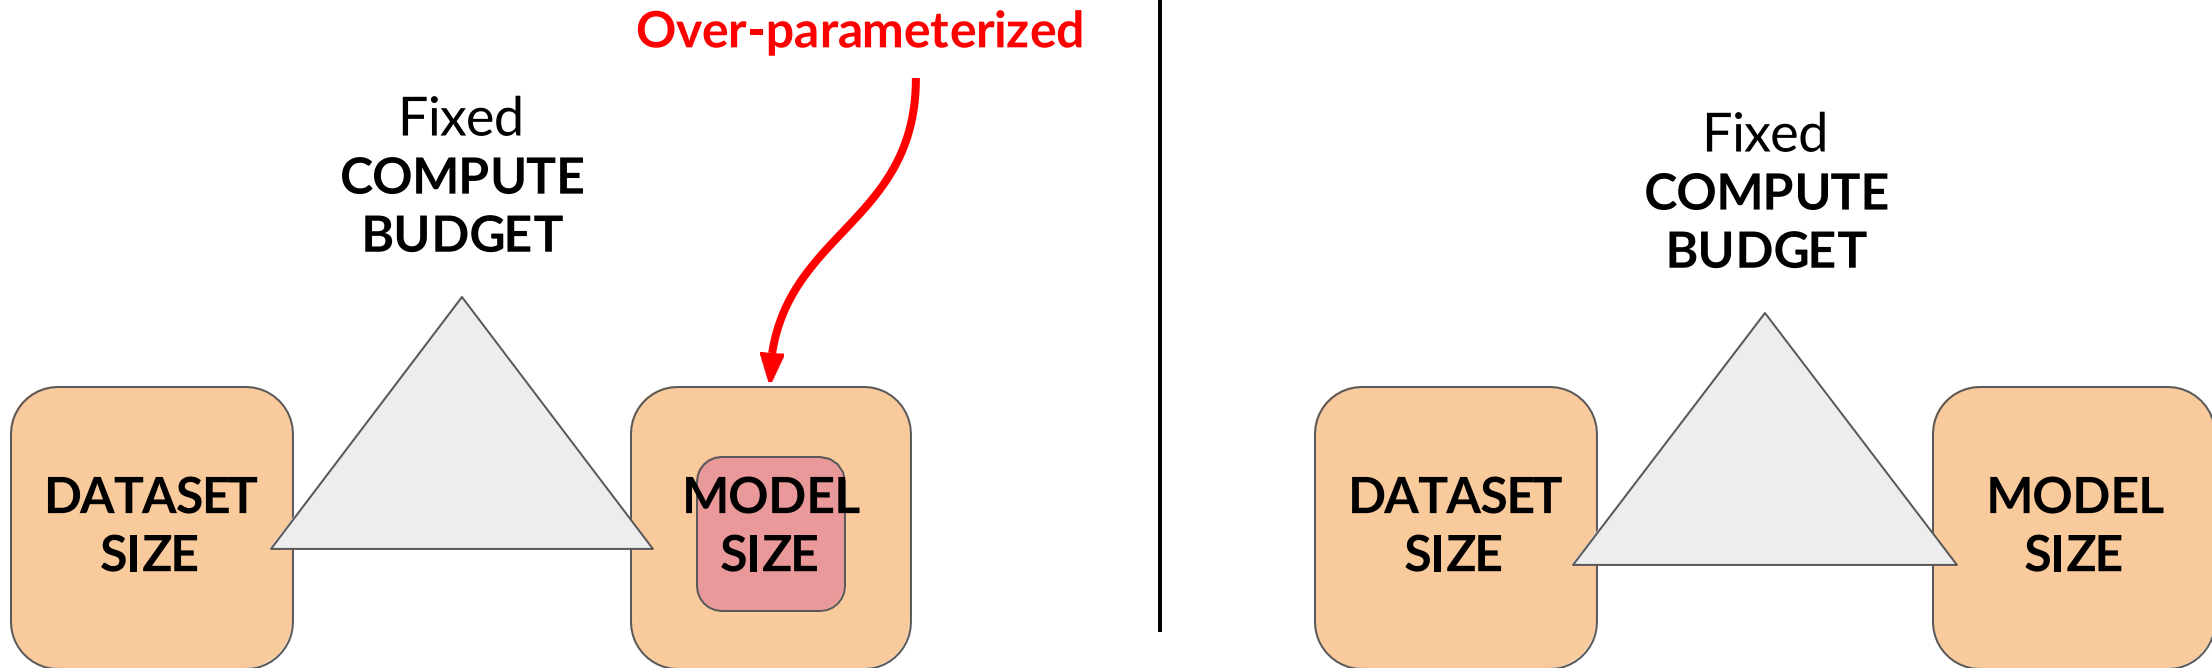 Over-parameterized
Fixed
COMPUTE
BUDGET
DATASET
SIZE
MODEL
SIZE
Fixed
COMPUTE
BUDGET
DATASET
SIZE
MODEL
SIZE